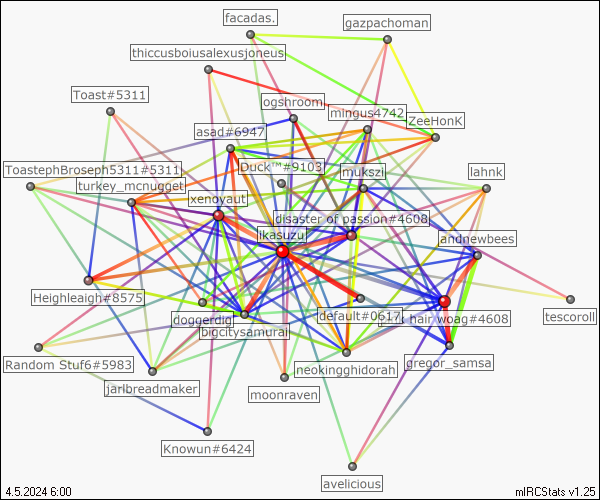 facadas.
gazpachoman
thiccusboiusalexusjoneus
Toast#5311
ogshroom
mingus4742
ZeeHonK
asad#6947
Duck™#9103
ToastephBroseph5311#5311
mukszi
lahnk
turkey_mcnugget
xenoyaut
disaster of passion#4608
ikasuzu
andnewbees
Heighleaigh#8575
doggerdig
default#0617
hair woag#4608
tescoroll
bigcitysamurai
Random Stuf6#5983
neokingghidorah
gregor_samsa
jarlbreadmaker
moonraven
Knowun#6424
avelicious
4.5.2024 6:00
mIRCStats v1.25